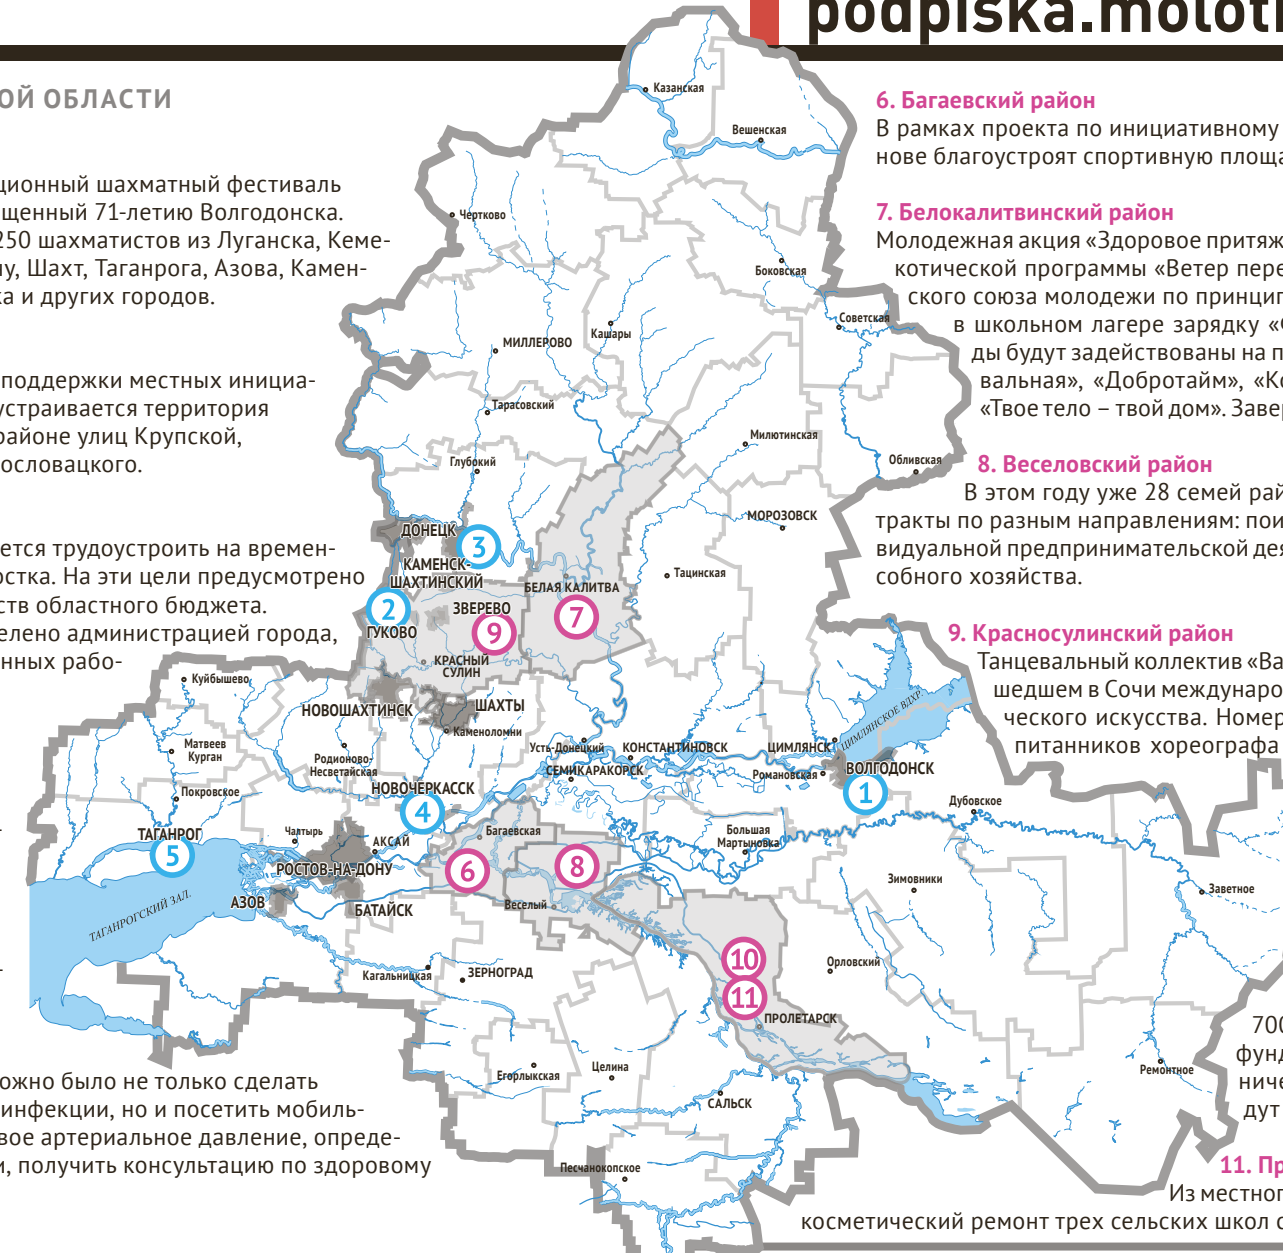 podpiska.molot
ОЙ ОБЛАСТИ
ционный шахматный фестиваль
щенный 71-летию Волгодонска.
250 шахматистов из Луганска, Кеме-
у, Шахт, Таганрога, Азова, Камен-
ка и других городов.
поддержки местных инициа-
устраивается территория
районе улиц Крупской,
ословацкого.
ется трудоустроить на времен-
остка. На эти цели предусмотрено
ств областного бюджета.
елено администрацией города,
нных рабо-
ожно было не только сделать
инфекции, но и посетить мобиль-
вое артериальное давление, опреде-
и, получить консультацию по здоровому
6. Багаевский район
В рамках проекта по инициативному
нове благоустроят спортивную площа
7. Белокалитвинский район
Молодежная акция «Здоровое притяж
котической программы «Ветер пере
ского союза молодежи по принцип
в школьном лагере зарядку «
ды будут задействованы на п
вальная», «Добротайм», «К
«Твое тело – твой дом». Завер
8. Веселовский район
В этом году уже 28 семей рай
тракты по разным направлениям: пои
видуальной предпринимательской дея
собного хозяйства.
9. Красносулинский район
Танцевальный коллектив «Ва
шедшем в Сочи междунаро
ческого искусства. Номер
питанников хореографа
700
фунд
ниче
дут
11. Пр
Из местног
косметический ремонт трех сельских школ с
Казанская
Вешенская
Чертково
Боковская
Советская
Кашары
МИЛЛЕРОВО
Тарасовский
Милютинская
Глубокий
Обливская
МОРОЗОВСК
ДОНЕЦК
3
КАМЕНСК-
ШАХТИНСКИЙ
Тацинская
БЕЛАЯ КАЛИТВА
2
ЗВЕРЕВО
7
ГУКОВО
9
КРАСНЫЙ
СУЛИН
Куйбышево
НОВОШАХТИНСК
ШАХТЫ
ЦИМЛЯНСКОЕ ВДХР.
Каменоломни
Матвеев
Курган
Усть-Донецкий
КОНСТАНТИНОВСК
ЦИМЛЯНСК
Родионово-
Несветайская
СЕМИКАРАКОРСК
Романовская
ВОЛГОДОНСК
Покровское
НОВОЧЕРКАССК
1
4
Дубовское
ТАГАНРОГ
Чалтырь
АКСАЙ
Багаевская
Большая
Мартыновка
5
РОСТОВ-НА-ДОНУ
6
8
Зимовники
Заветное
АЗОВ
БАТАЙСК
Веселый
ТАГАНРОГСКИЙ ЗАЛ.
Кагальницкая
ЗЕРНОГРАД
10
Орловский
11
ПРОЛЕТАРСК
Егорлыкская
Целина
Ремонтное
САЛЬСК
Песчанокопское